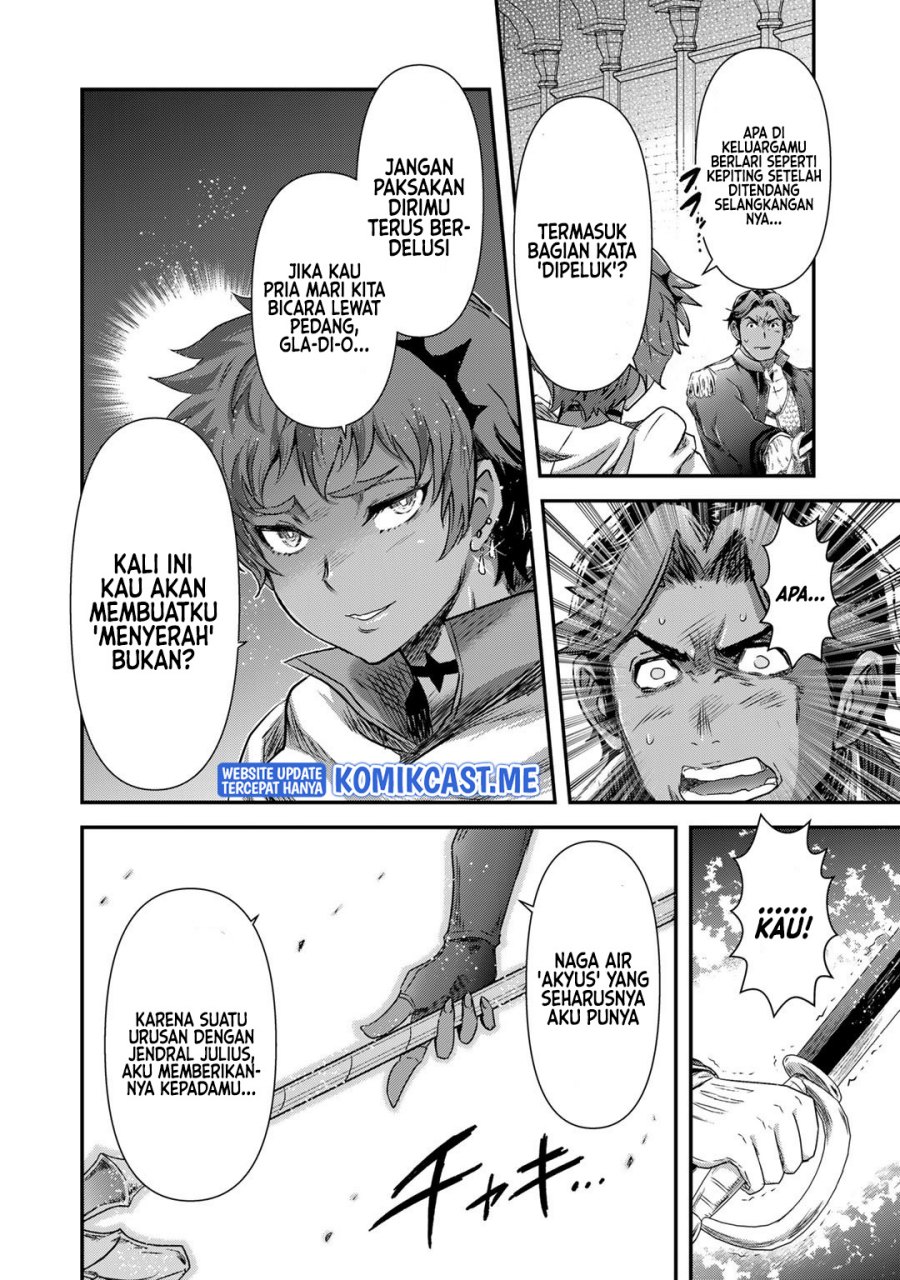 APA DI
KELUARGAMU
BERLARI SEPERTI
KEPITING SETELAH
DITENDANG
SELANGKANGAN
NYA...
TERMASUK
BAGIAN KATA
'DIPELUK'?
JANGAN
PAKSAKAN
DIRIMU
TERUS BER-
DELUSI
JIKA KAU
PRIA MARI KITA
BICARA LEWAT
PEDANG,
GLA-DI-O...
KALI INI
KAU AKAN
MEMBUATKU
'MENYERAH'
BUKAN?
APA...
WEBSITE UPDATE
TERCEPAT HANYA
KOMIKCAST.ME
......
KAU!
NAGA AIR
'AKYUS' YANG
SEHARUSNYA
AKU PUNYA
KARENA SUATU
URUSAN DENGAN
JENDRAL JULIUS,
AKU MEMBERIKAN-
NYA KEPADAMU...
チャキ...